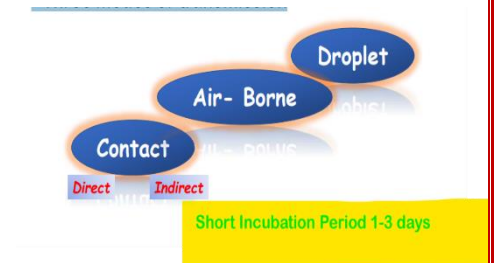 Droplet
Air- Borne
Contact
Direct Indirect
Short Incubation Period 1-3 days